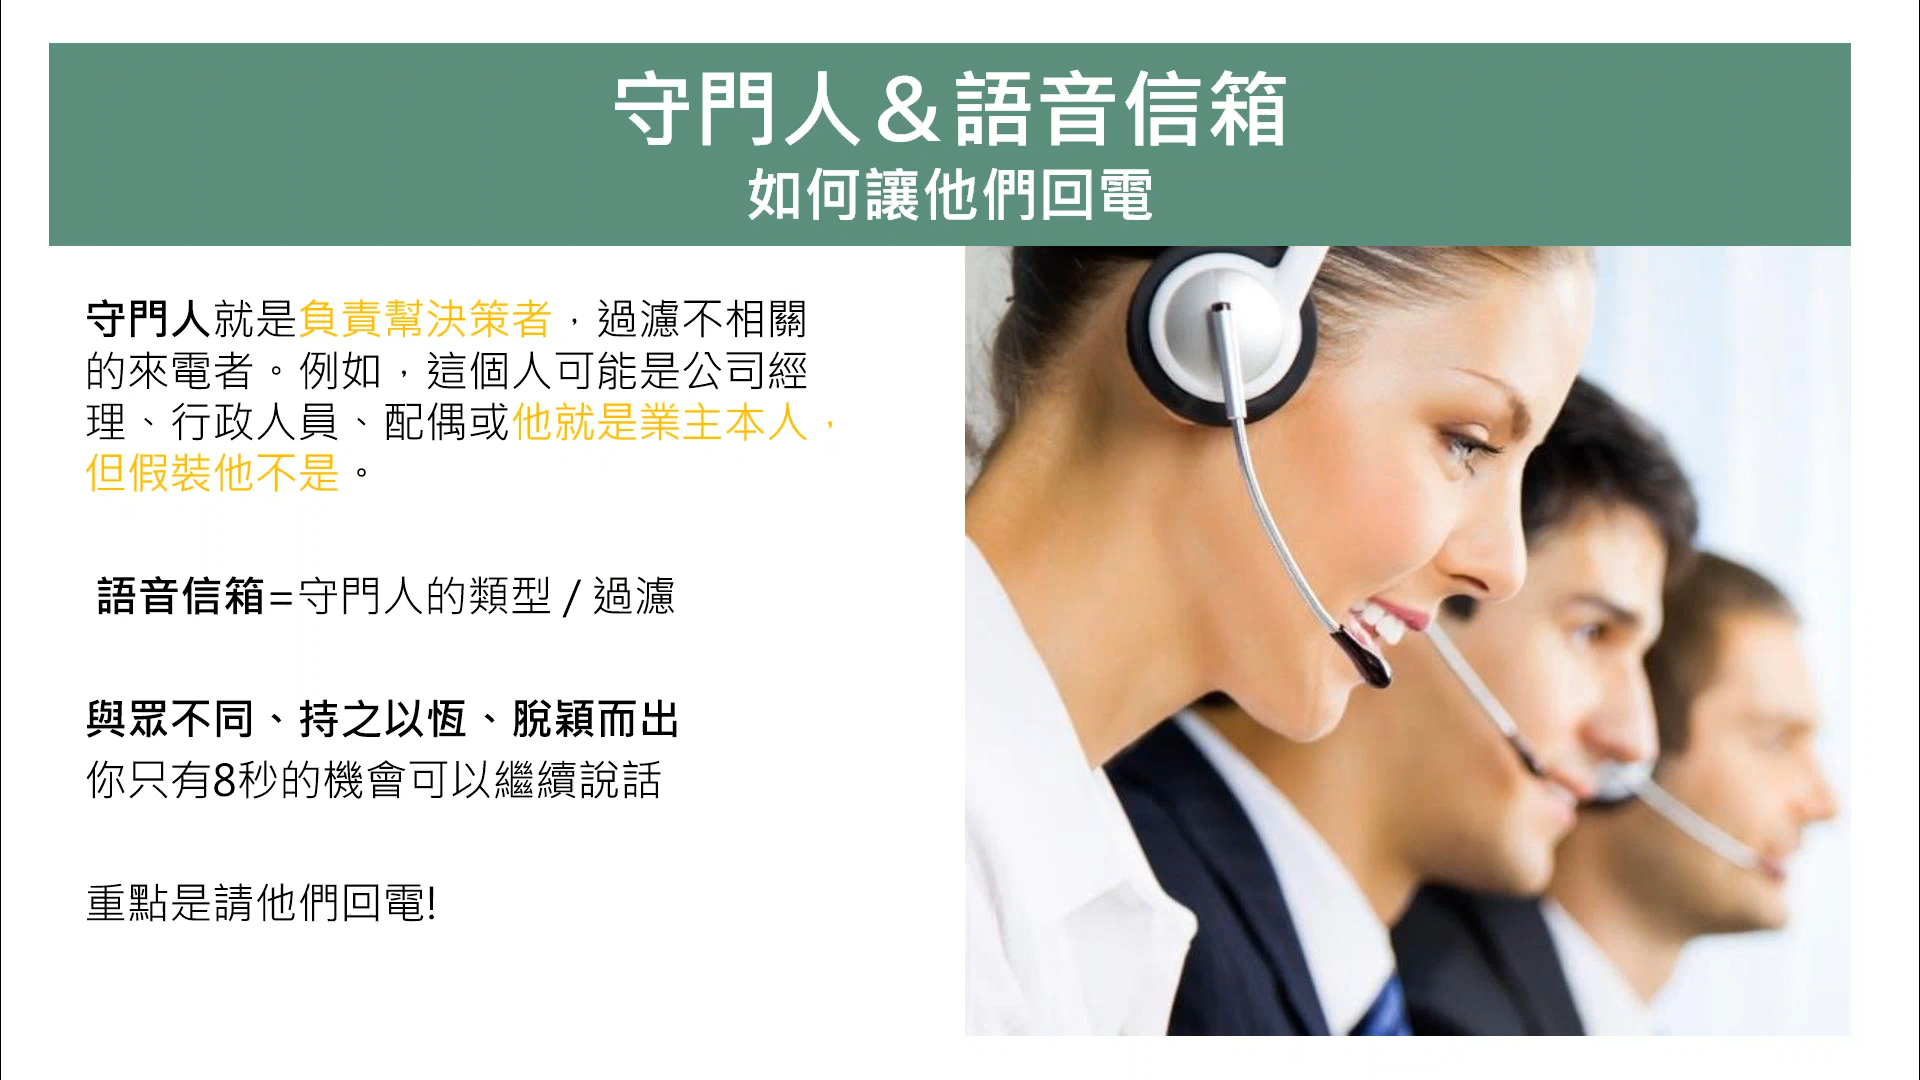 守門人＆語音信箱
如何讓他們回電
守門人就是負責幫決策者，過濾不相關
的來電者。例如，這個人可能是公司經
理、行政人員、配偶或他就是業主本人，
但假裝他不是。
語音信箱=守門人的類型 / 過濾
與眾不同、持之以恆、脫穎而出
你只有8秒的機會可以繼續說話
重點是請他們回電!